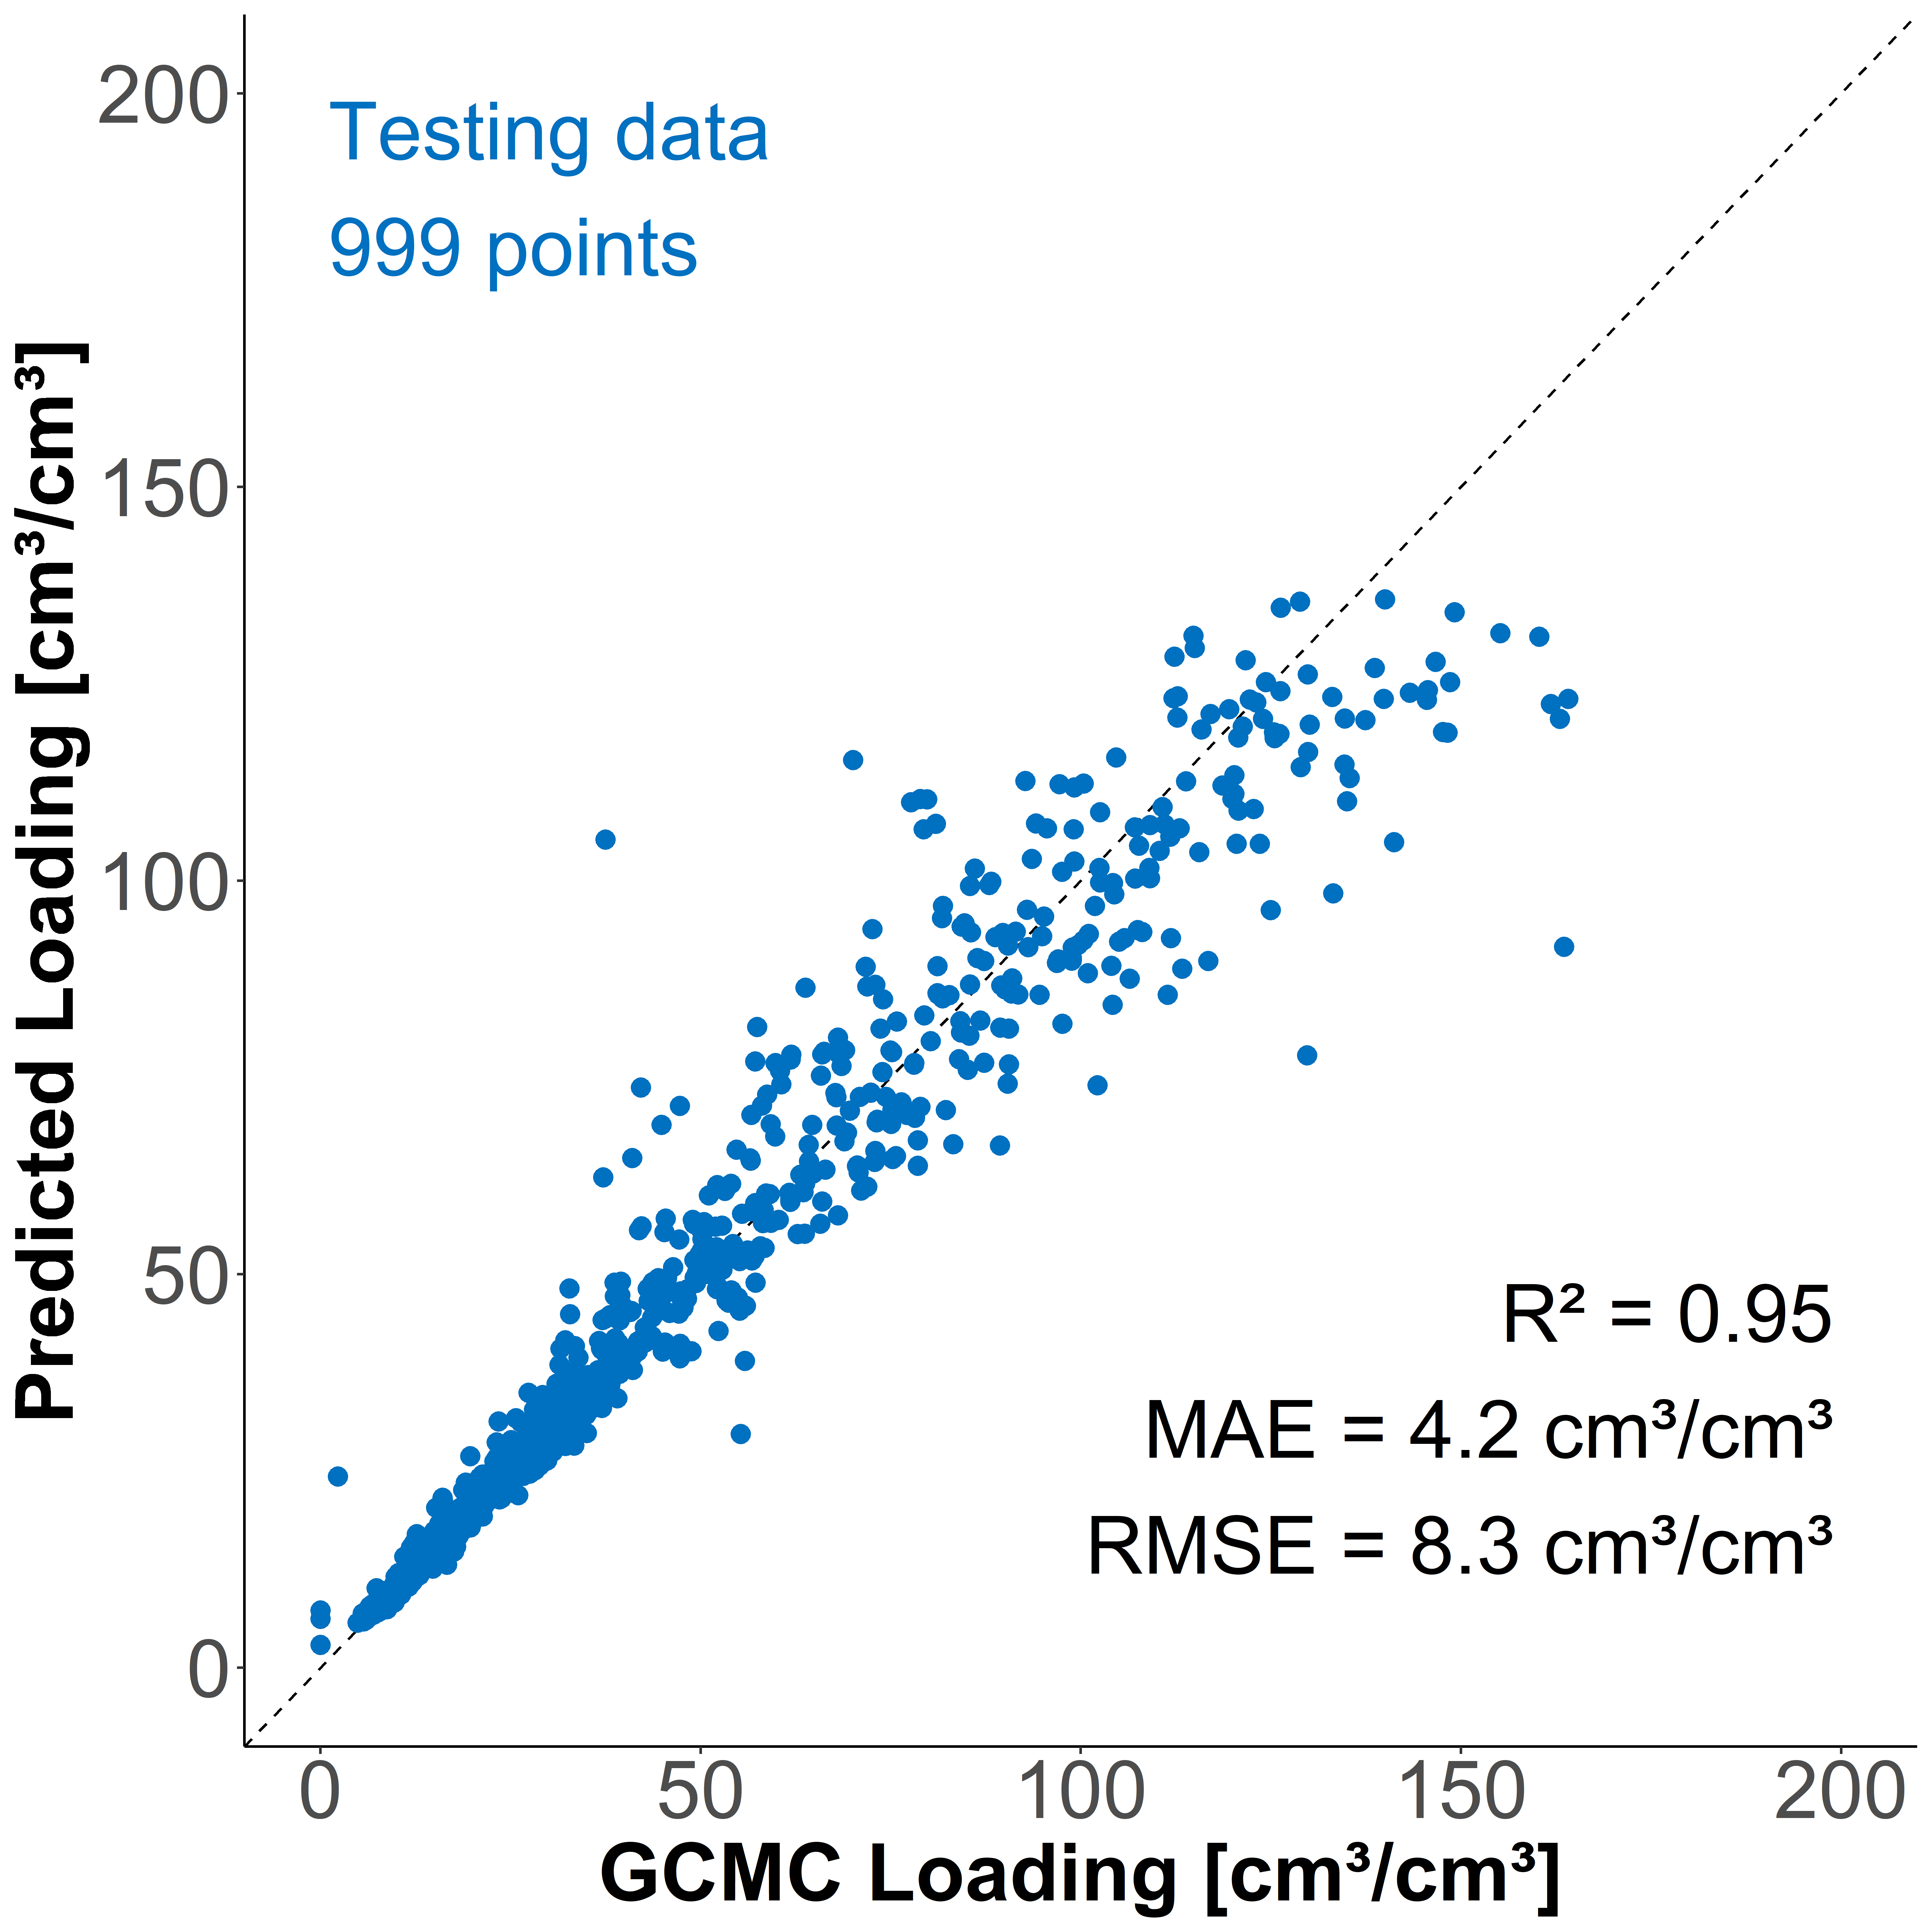 Testing data
999 points
200
150
100
50
0
Predicted Loading [cm³/cm³]
R² = 0.95
MAE = 4.2 cm³/cm³
RMSE = 8.3 cm³/cm³
0 50 100 150 200
GCMC Loading [cm³/cm³]